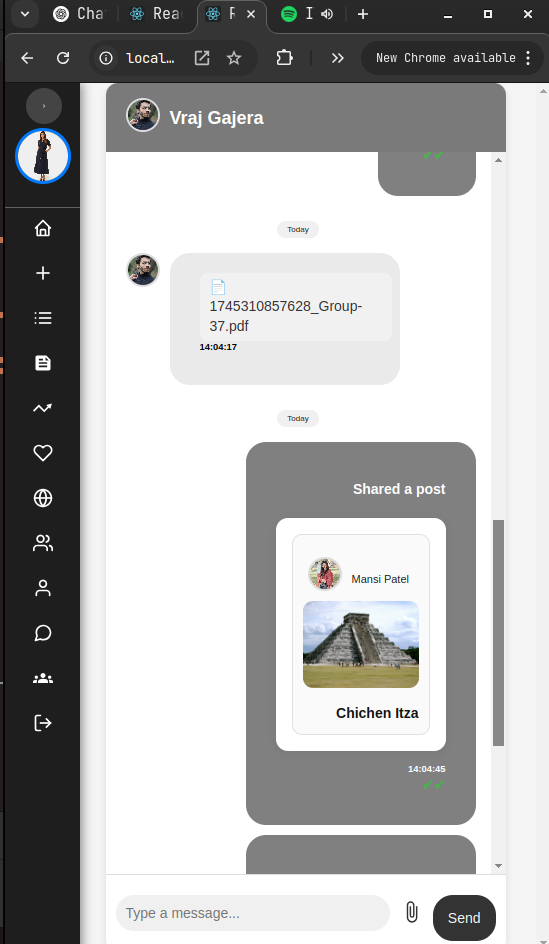 Cha
Rea
R
I
local...
New Chrome available
Vraj Gajera
Today
1745310857628_Group-
37.pdf
14:04:17
Today
Shared a post
Mansi Patel
Chichen Itza
14:04:45
Type a message...
Send